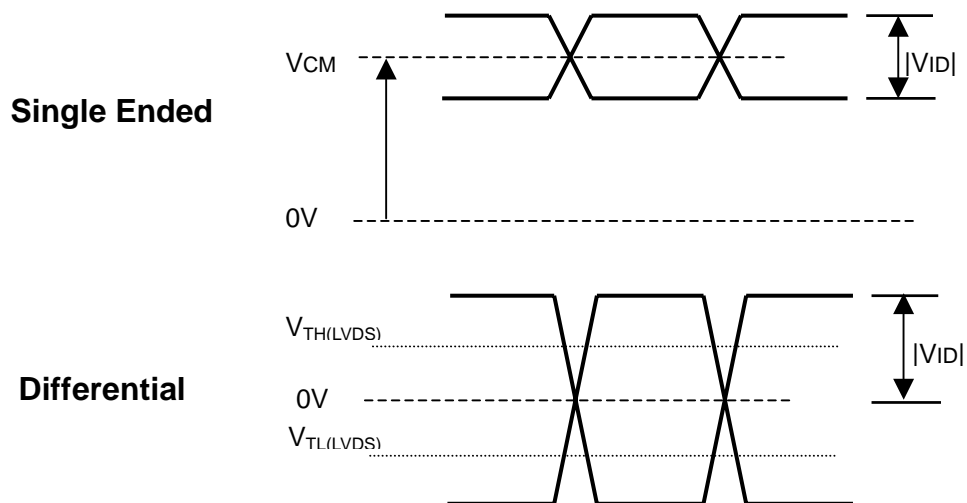 VCM
|VID|
Single Ended
0V
VTH(LVDS)
|VID|
Differential
0V
VTL(LVDS)